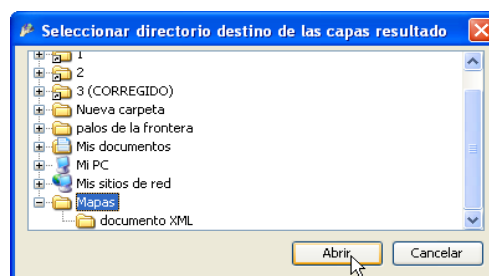 Seleccionar directorio destino de las capas resultado
1
2
3 (CORREGIDO)
Nueva carpeta
palos de la frontera
Mis documentos
Mi PC
Mis sitios de red
Mapas
documento XML
Abrir Cancelar